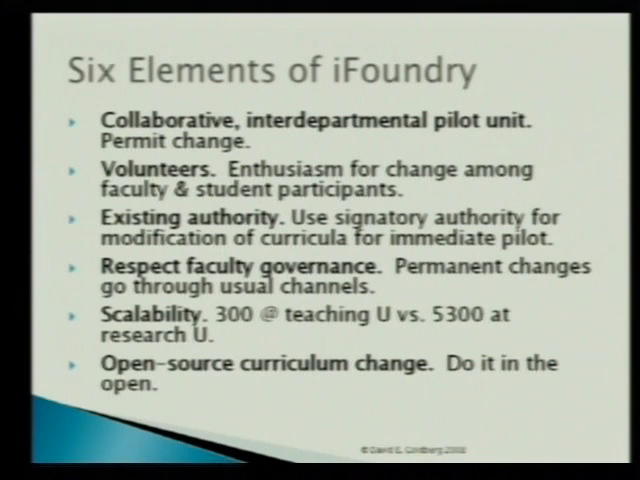 Six Elements of iFoundry
Collaborative, interdepartmental pilot unit.
Permit change.
Volunteers. Enthusiasm for change among
faculty & student participants.
Existing authority. Use signatory authority for
modification of curricula for immediate pilot.
Respect faculty governance. Permanent changes
go through usual channels.
Scalability. 300 @ teaching U vs. 5300 at
research U.
Open-source curriculum change. Do it in the
open.
© David E. Goldberg 2008